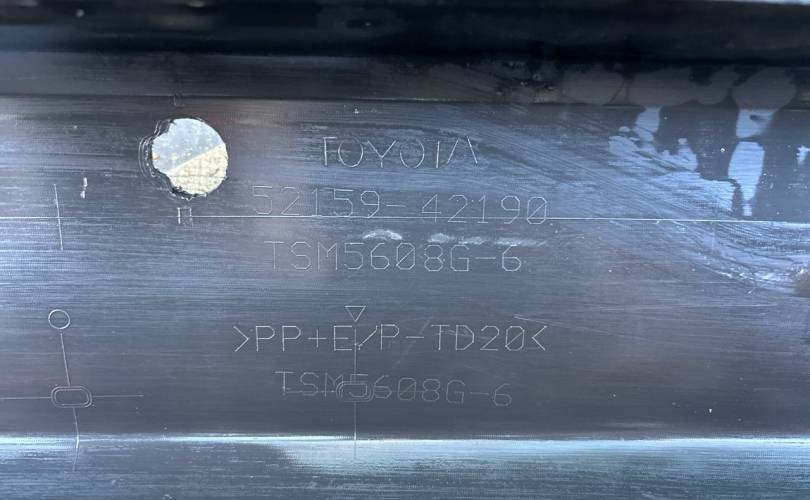 TOYOTA
52159-42190
TSM5608G-6
>PP+E/P-TD20<
TSM5608G-6